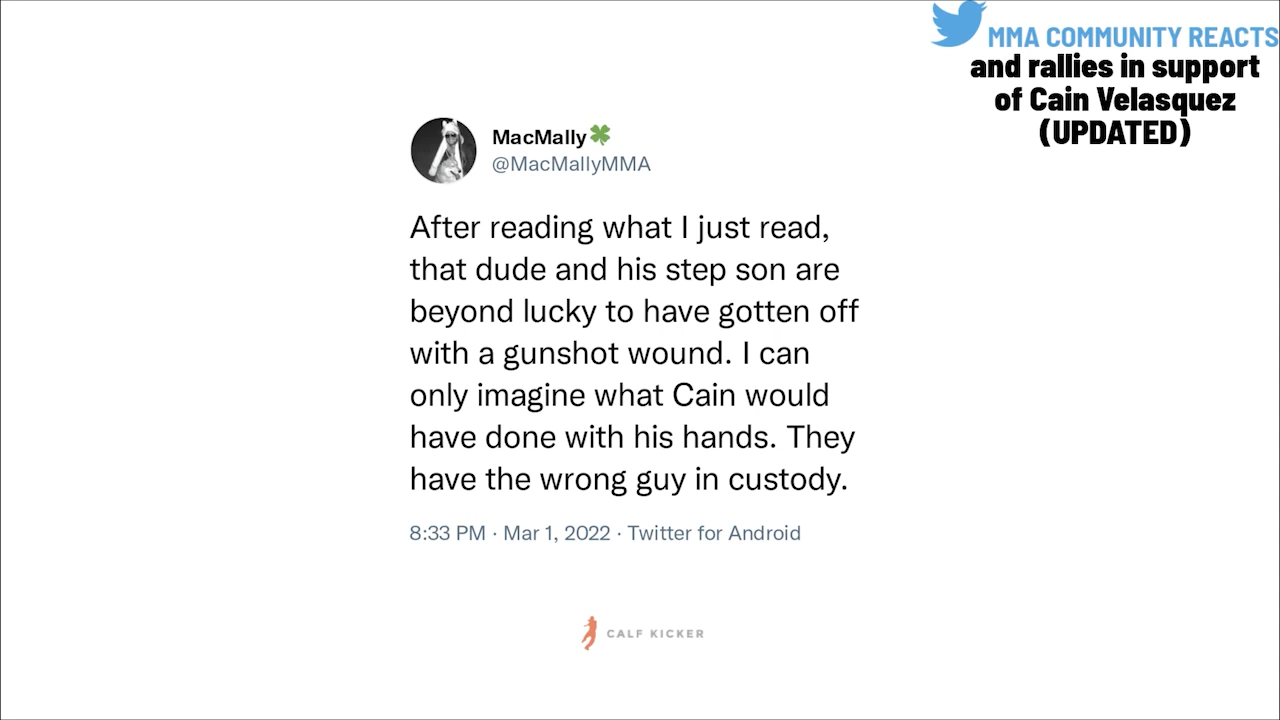 MMA COMMUNITY REACTS
and rallies in support
of Cain Velasquez
(UPDATED)
MacMally🍀
@MacMallyMMA
After reading what I just read,
that dude and his step son are
beyond lucky to have gotten off
with a gunshot wound. I can
only imagine what Cain would
have done with his hands. They
have the wrong guy in custody.
8:33 PM · Mar 1, 2022 · Twitter for Android
CALF KICKER